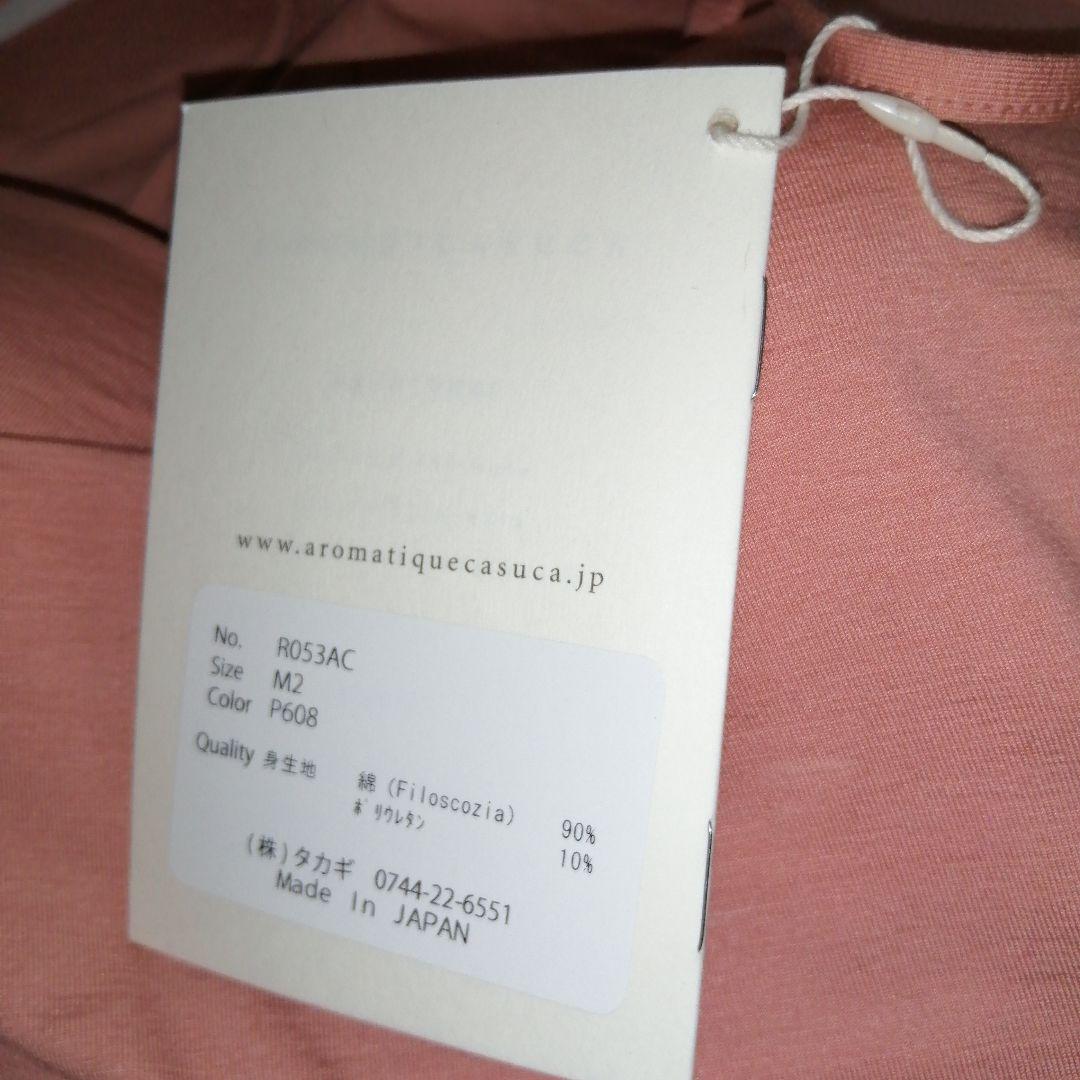 www.aromatiquecasuca.jp
No. R053AC
Size M2
Color P608
Quality 身生地 綿 (Filoscozia) 90%
ﾎﾟﾘｳﾚﾀﾝ 10%
(株)タカギ 0744-22-6551
Made In JAPAN